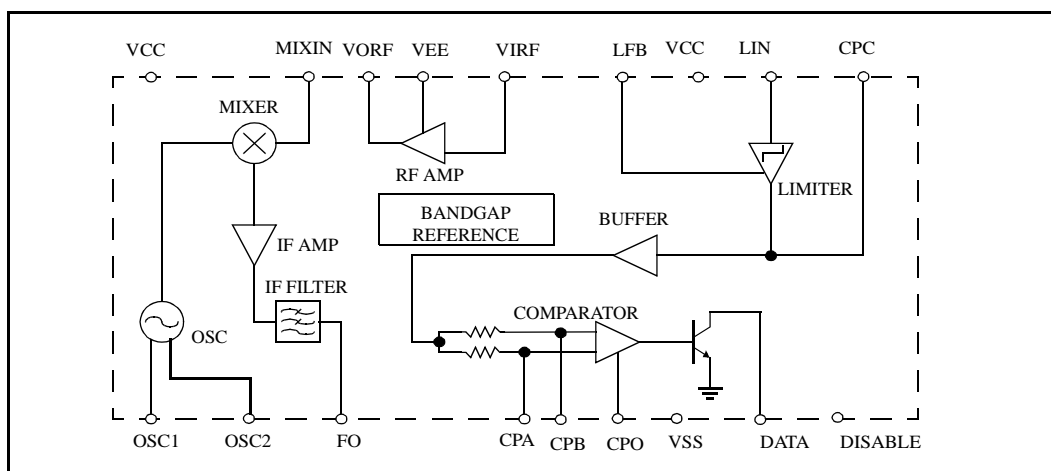 VCC
MIXIN
VORF
VEE
VIRF
LFB
VCC
LIN
CPC
MIXER
RF AMP
LIMITER
BANDGAP
REFERENCE
BUFFER
IF AMP
IF FILTER
OSC
COMPARATOR
OSC1
OSC2
FO
CPA
CPB
CPO
VSS
DATA
DISABLE